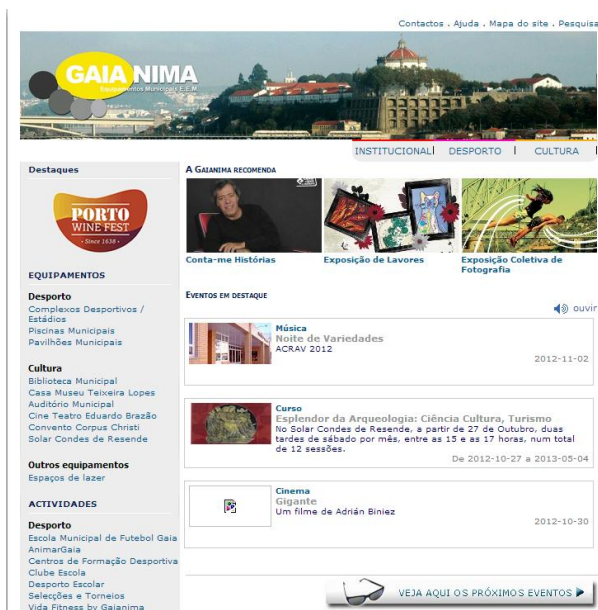 Contactos . Ajuda . Mapa do site . Pesquisa
GAIANIMA
Equipamentos Municipais E.E.M
INSTITUCIONAL | DESPORTO | CULTURA |
Destaques
PORTO
WINE FEST
• Since 1638 •
EQUIPAMENTOS
Desporto
Complexos Desportivos /
Estádios
Piscinas Municipais
Pavilhões Municipais
Cultura
Biblioteca Municipal
Casa Museu Teixeira Lopes
Auditório Municipal
Cine Teatro Eduardo Brazão
Convento Corpus Christi
Solar Condes de Resende
Outros equipamentos
Espaços de lazer
ACTIVIDADES
Desporto
Escola Municipal de Futebol Gaia
AnimarGaia
Centros de Formação Desportiva
Clube Escola
Desporto Escolar
Selecções e Torneios
Vida Fitness by Gaianima
A GAIANIMA RECOMENDA
Conta-me Histórias
Exposição de Lavores
Exposição Coletiva de
Fotografia
EVENTOS EM DESTAQUE
ouvir
Música
Noite de Variedades
ACRAV 2012
2012-11-02
Curso
Esplendor da Arqueologia: Ciência Cultura, Turismo
No Solar Condes de Resende, a partir de 27 de Outubro, duas
tardes de sábado por mês, entre as 15 e as 17 horas, num total
de 12 sessões.
De 2012-10-27 a 2013-05-04
Cinema
Gigante
Um filme de Adrián Biniez
2012-10-30
VEJA AQUI OS PRÓXIMOS EVENTOS